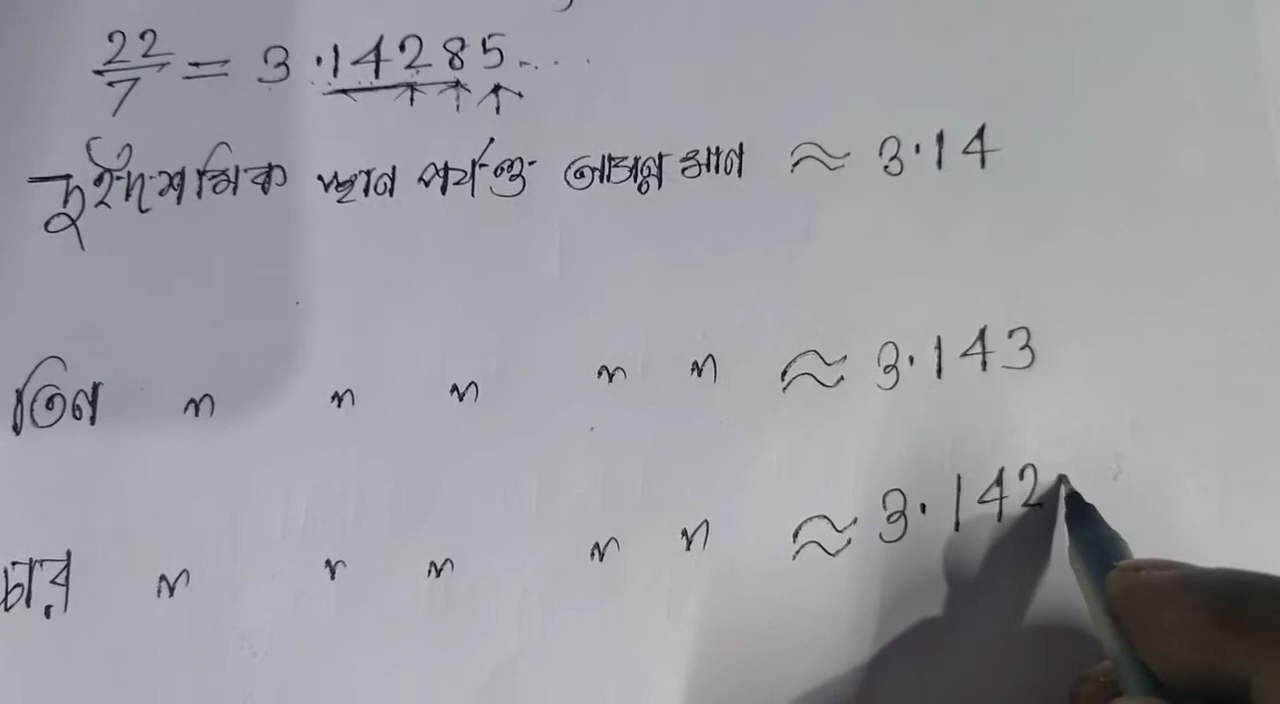 22/7 = 3.14285....
দুই দশমিক স্থান পর্যন্ত আসন্ন মান ≈ 3.14
তিন " " " " " ≈ 3.143
চার " " " " " ≈ 3.142